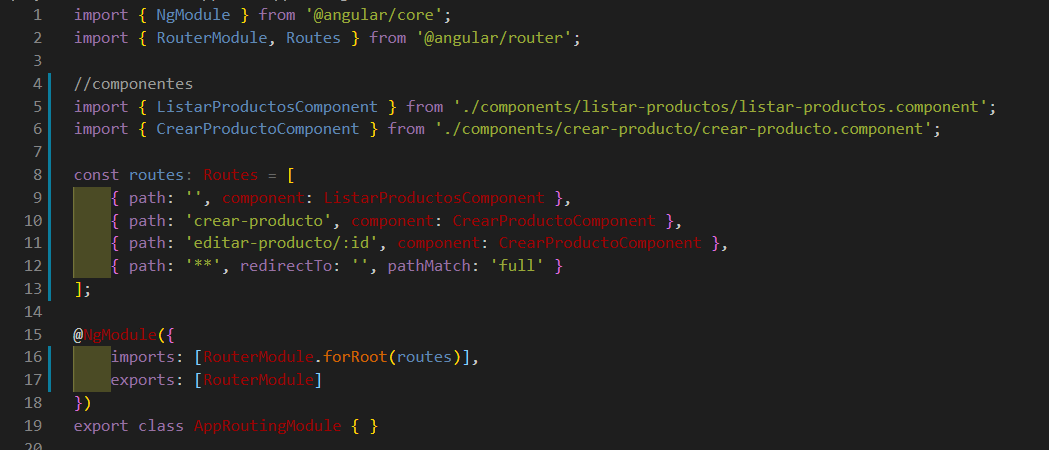 1 import { NgModule } from '@angular/core';
2 import { RouterModule, Routes } from '@angular/router';
3
4 //componentes
5 import { ListarProductosComponent } from './components/listar-productos/listar-productos.component';
6 import { CrearProductoComponent } from './components/crear-producto/crear-producto.component';
7
8 const routes: Routes = [
9     { path: '', component: ListarProductosComponent },
10     { path: 'crear-producto', component: CrearProductoComponent },
11     { path: 'editar-producto/:id', component: CrearProductoComponent },
12     { path: '**', redirectTo: '', pathMatch: 'full' }
13 ];
14
15 @NgModule({
16     imports: [RouterModule.forRoot(routes)],
17     exports: [RouterModule]
18 })
19 export class AppRoutingModule { }
20